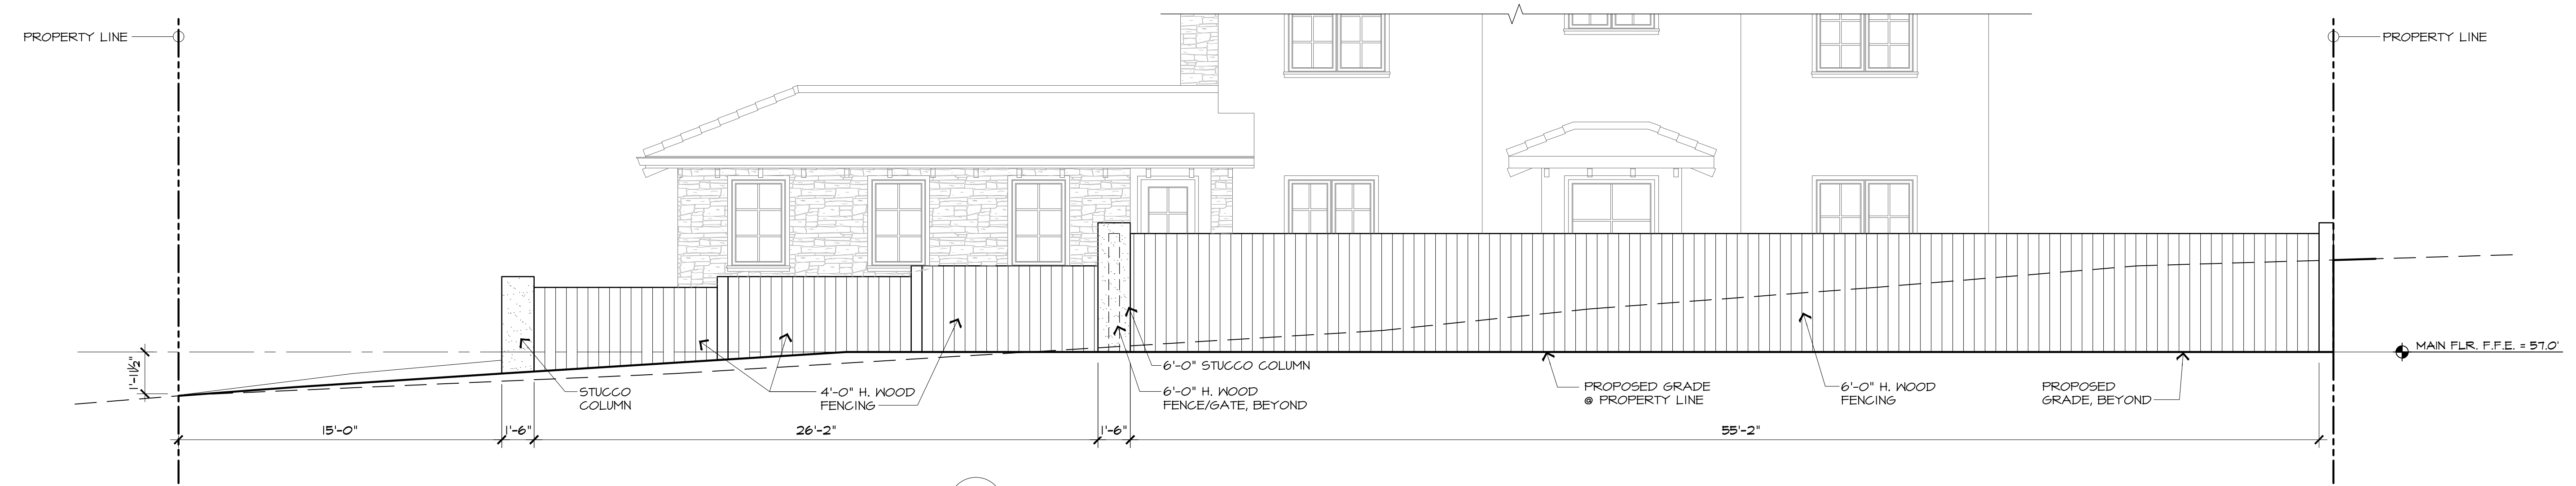 PROPERTY LINE
PROPERTY LINE
MAIN FLR. F.F.E. = 57.0'
1'-11½"
STUCCO
COLUMN
4'-0" H. WOOD
FENCING
6'-0" STUCCO COLUMN
6'-0" H. WOOD
FENCE/GATE, BEYOND
PROPOSED GRADE
@ PROPERTY LINE
6'-0" H. WOOD
FENCING
PROPOSED
GRADE, BEYOND
15'-0"
1'-6"
26'-2"
1'-6"
55'-2"